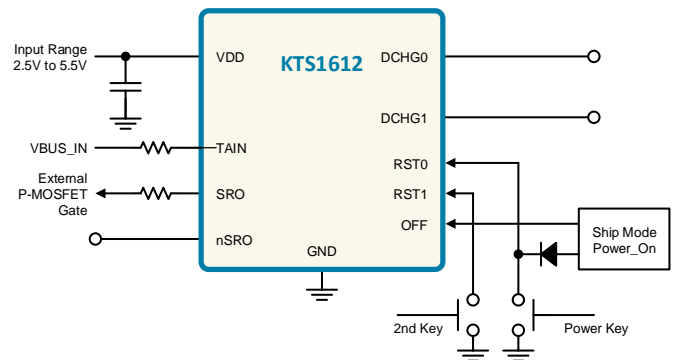 Input Range
2.5V to 5.5V
VDD
KTS1612
DCHG0
DCHG1
VBUS_IN
TAIN
RST0
External
P-MOSFET
Gate
SRO
RST1
OFF
nSRO
GND
Ship Mode
Power_On
2nd Key
Power Key